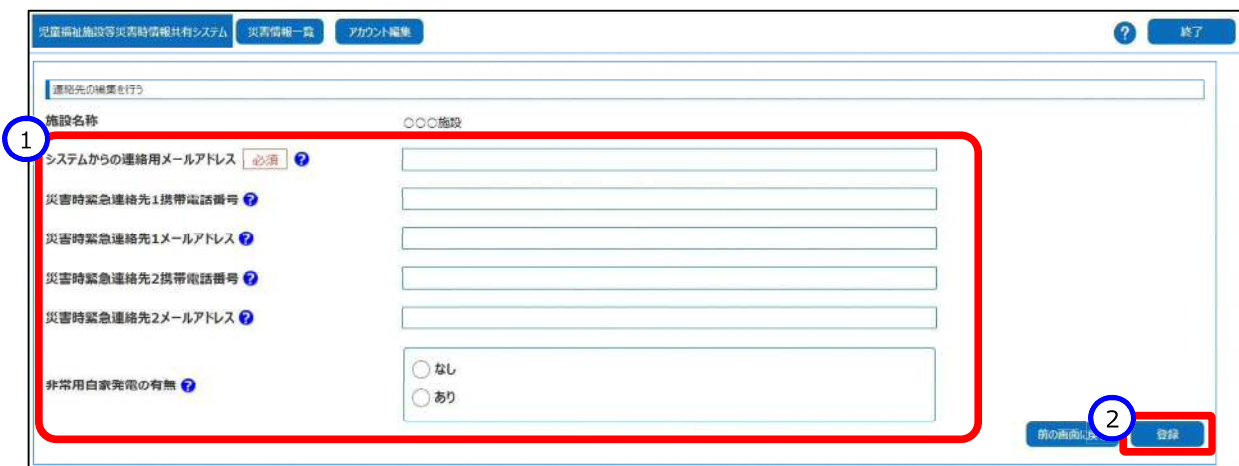 児童福祉施設等災害時情報共有システム 災害情報一覧 アカウント編集 ? 終了
連絡先の編集を行う
施設名称 ○○○施設
1
システムからの連絡用メールアドレス 必須 ?
災害時緊急連絡先1携帯電話番号 ?
災害時緊急連絡先1メールアドレス ?
災害時緊急連絡先2携帯電話番号 ?
災害時緊急連絡先2メールアドレス ?
非常用自家発電の有無 ?
なし
あり
2
前の画面に 登録